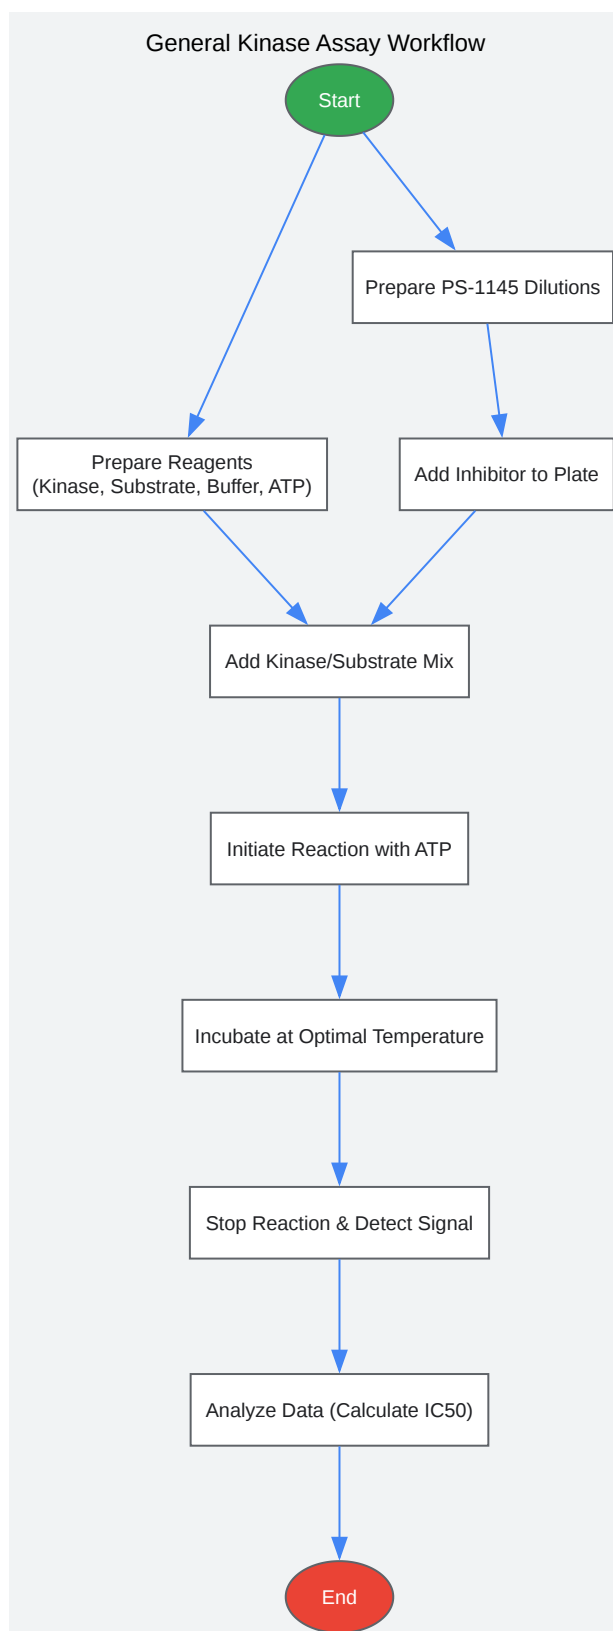 General Kinase Assay Workflow
Start
Prepare PS-1145 Dilutions
Prepare Reagents
(Kinase, Substrate, Buffer, ATP)
Add Inhibitor to Plate
Add Kinase/Substrate Mix
Initiate Reaction with ATP
Incubate at Optimal Temperature
Stop Reaction & Detect Signal
Analyze Data (Calculate IC50)
End